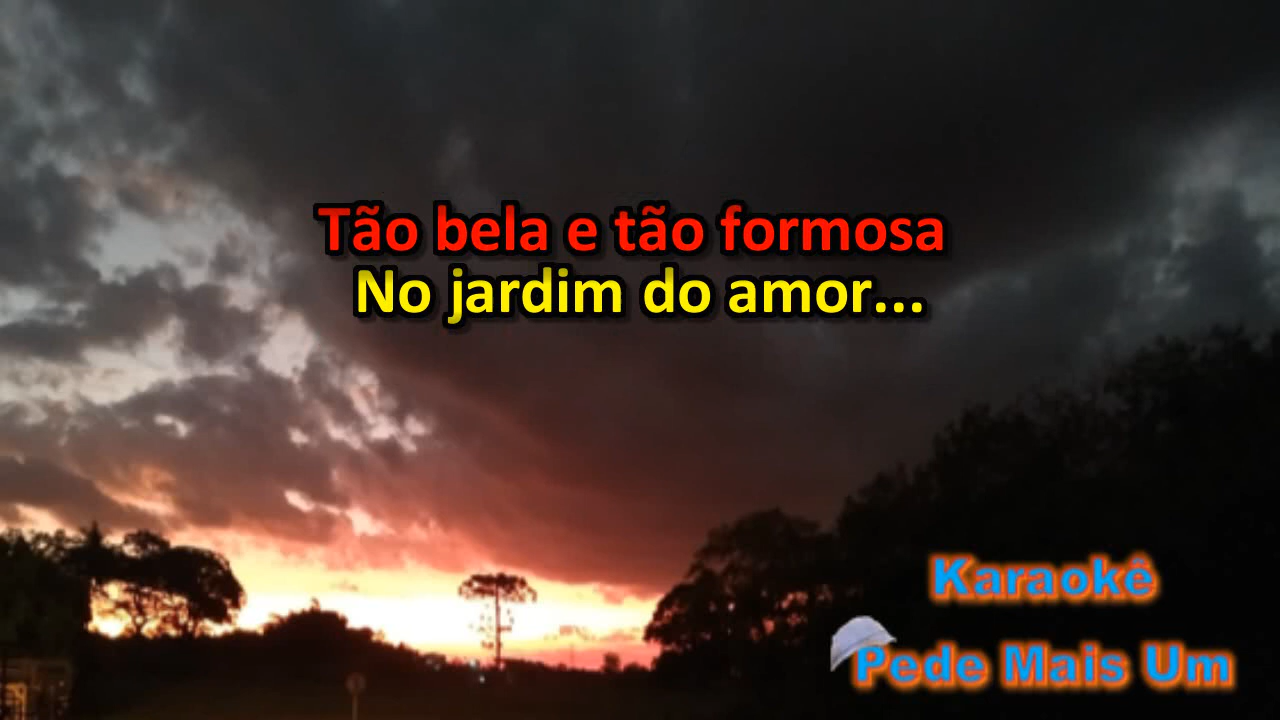 Tão bela e tão formosa
No jardim do amor...
Karaokê
Pede Mais Um